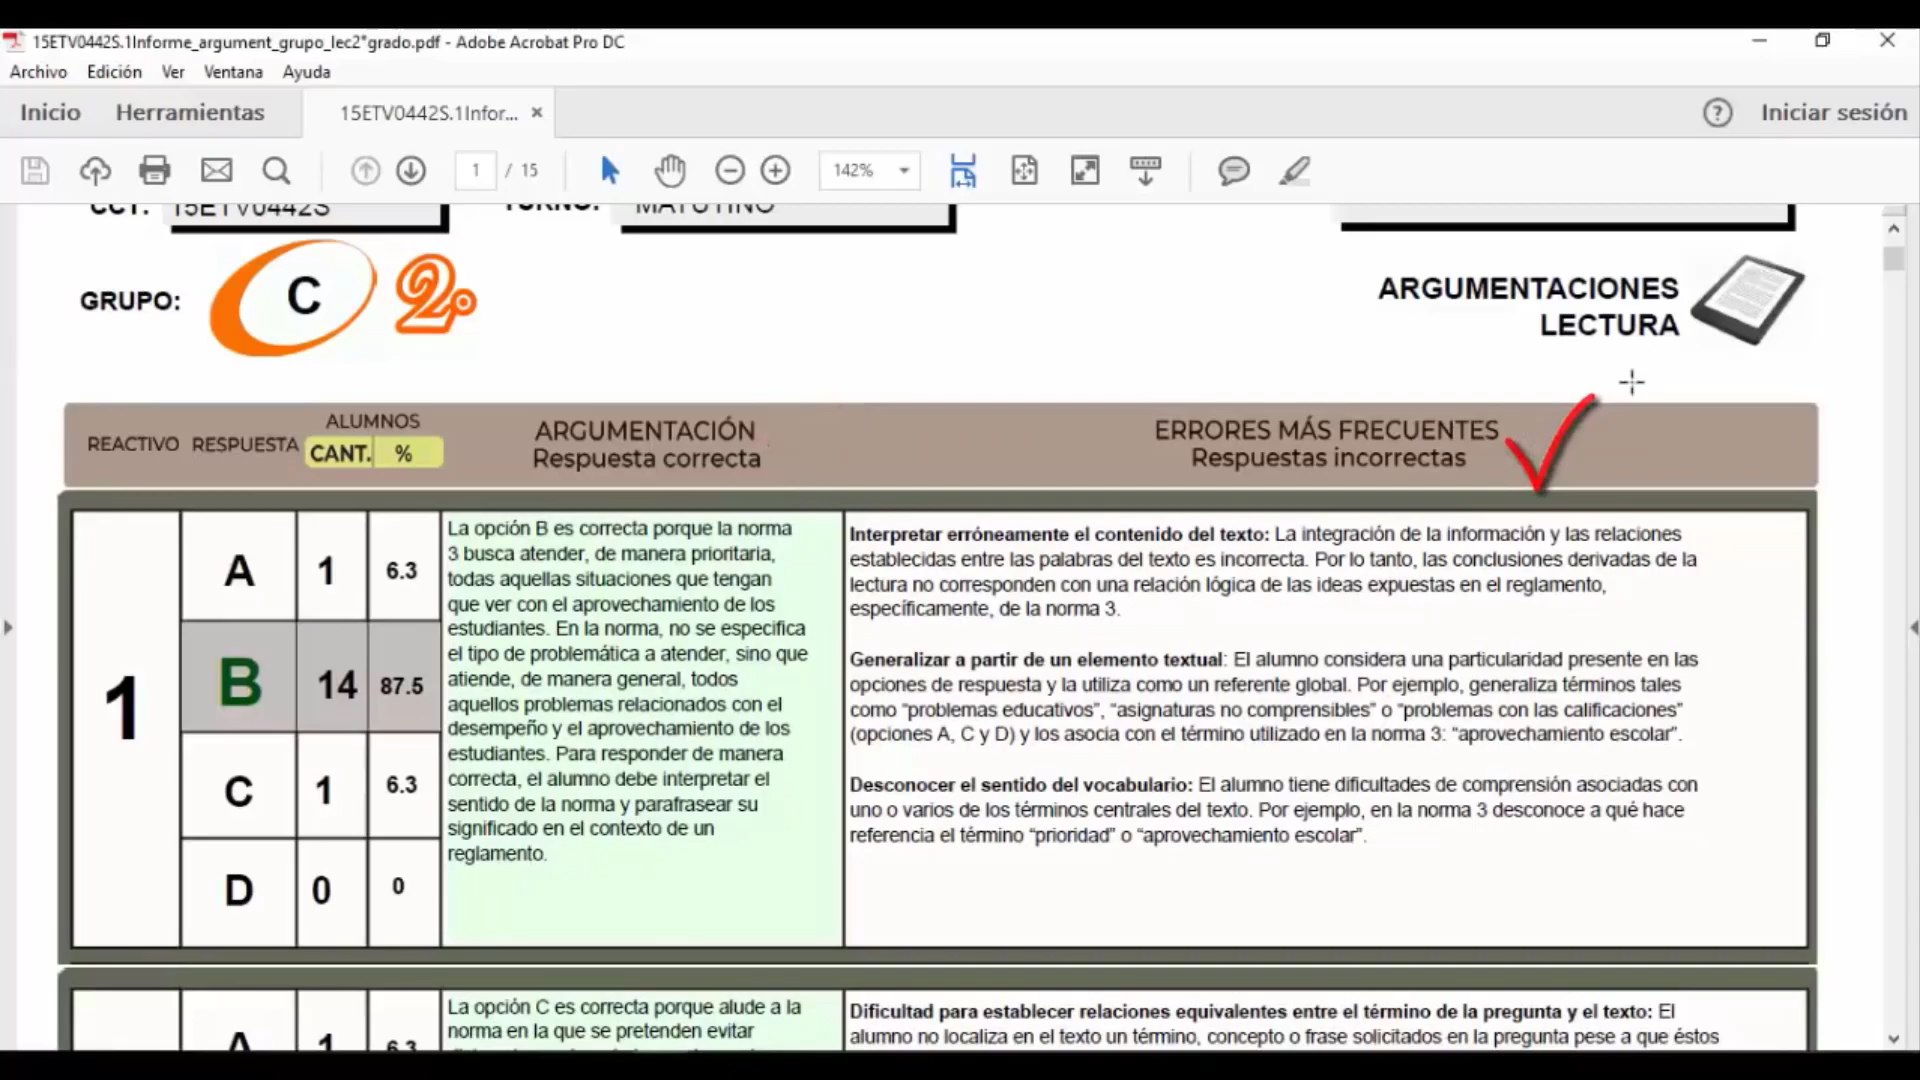 15ETV0442S.1Informe_argument_grupo_lec2°grado.pdf - Adobe Acrobat Pro DC
Archivo Edición Ver Ventana Ayuda
Inicio Herramientas 15ETV0442S.1Infor... × ? Iniciar sesión
1 / 15 142%
CCT: 15ETV0442S TURNO: MATUTINO
GRUPO: C 2o
ARGUMENTACIONES
LECTURA
REACTIVO RESPUESTA ALUMNOS
CANT. %
ARGUMENTACIÓN
Respuesta correcta
ERRORES MÁS FRECUENTES
Respuestas incorrectas
1
A 1 6.3
B 14 87.5
C 1 6.3
D 0 0
La opción B es correcta porque la norma
3 busca atender, de manera prioritaria,
todas aquellas situaciones que tengan
que ver con el aprovechamiento de los
estudiantes. En la norma, no se especifica
el tipo de problemática a atender, sino que
atiende, de manera general, todos
aquellos problemas relacionados con el
desempeño y el aprovechamiento de los
estudiantes. Para responder de manera
correcta, el alumno debe interpretar el
sentido de la norma y parafrasear su
significado en el contexto de un
reglamento.
Interpretar erróneamente el contenido del texto: La integración de la información y las relaciones
establecidas entre las palabras del texto es incorrecta. Por lo tanto, las conclusiones derivadas de la
lectura no corresponden con una relación lógica de las ideas expuestas en el reglamento,
específicamente, de la norma 3.
Generalizar a partir de un elemento textual: El alumno considera una particularidad presente en las
opciones de respuesta y la utiliza como un referente global. Por ejemplo, generaliza términos tales
como “problemas educativos”, “asignaturas no comprensibles” o “problemas con las calificaciones”
(opciones A, C y D) y los asocia con el término utilizado en la norma 3: “aprovechamiento escolar”.
Desconocer el sentido del vocabulario: El alumno tiene dificultades de comprensión asociadas con
uno o varios de los términos centrales del texto. Por ejemplo, en la norma 3 desconoce a qué hace
referencia el término “prioridad” o “aprovechamiento escolar”.
A 1 6.3
La opción C es correcta porque alude a la
norma en la que se pretenden evitar
Dificultad para establecer relaciones equivalentes entre el término de la pregunta y el texto: El
alumno no localiza en el texto un término, concepto o frase solicitados en la pregunta pese a que éstos